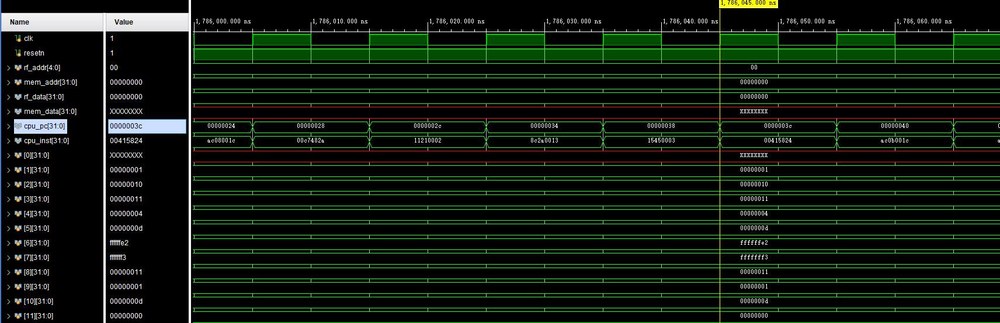 1,786,045.000 ns
Name Value 1,786,000.000 ns 1,786,010.000 ns 1,786,020.000 ns 1,786,030.000 ns 1,786,040.000 ns 1,786,050.000 ns 1,786,060.000 ns
clk 1
resetn 1
rf_addr[4:0] 00 00
mem_addr[31:0] 00000000 00000000
rf_data[31:0] 00000000 00000000
mem_data[31:0] XXXXXXXX XXXXXXXX
cpu_pc[31:0] 0000003c 00000024 00000028 0000002c 00000034 00000038 0000003c 00000040
cpu_inst[31:0] 00415824 ac08001c 00c7482a 11210002 8c2a0013 15450003 00415824 ac0b001c
[0][31:0] XXXXXXXX XXXXXXXX
[1][31:0] 00000001 00000001
[2][31:0] 00000010 00000010
[3][31:0] 00000011 00000011
[4][31:0] 00000004 00000004
[5][31:0] 0000000d 0000000d
[6][31:0] ffffffe2 ffffffe2
[7][31:0] fffffff3 fffffff3
[8][31:0] 00000011 00000011
[9][31:0] 00000001 00000001
[10][31:0] 0000000d 0000000d
[11][31:0] 00000000 00000000